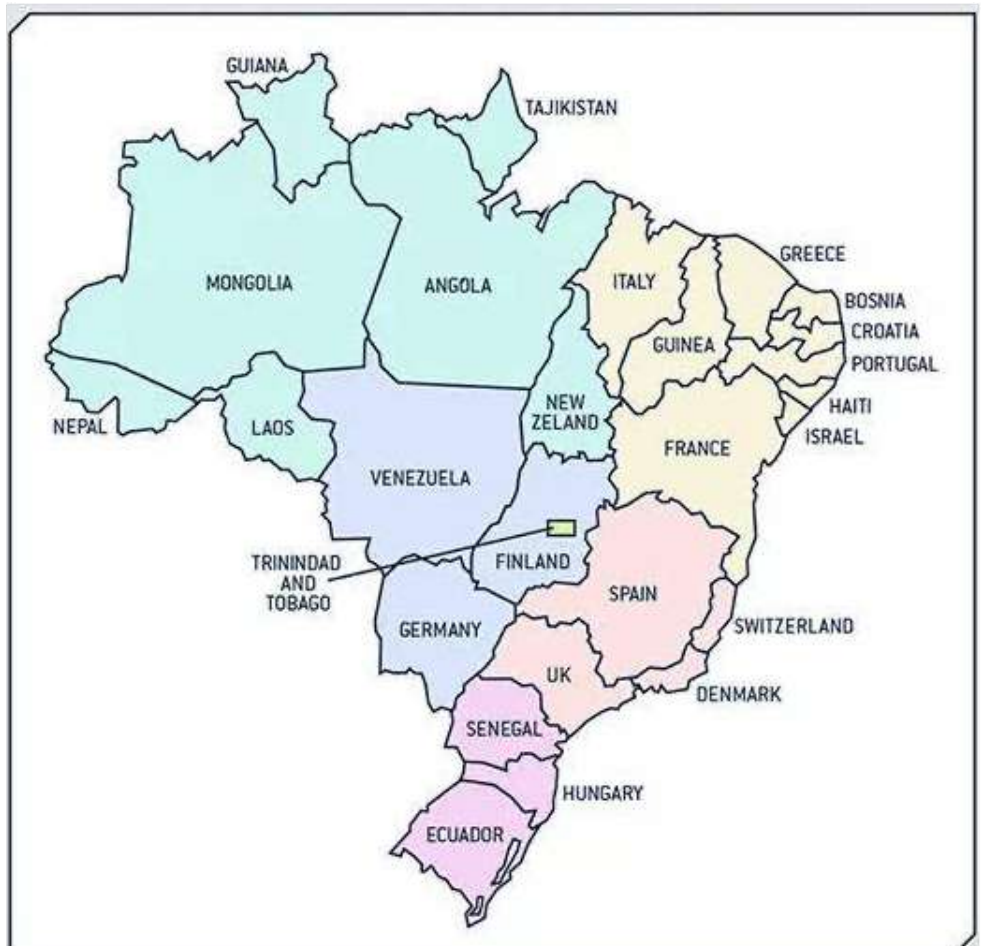 GUIANA
TAJIKISTAN
MONGOLIA
ANGOLA
ITALY
GREECE
BOSNIA
CROATIA
GUINEA
PORTUGAL
HAITI
ISRAEL
NEPAL
LAOS
NEW
ZELAND
FRANCE
VENEZUELA
TRININDAD
AND
TOBAGO
FINLAND
SPAIN
GERMANY
SWITZERLAND
UK
DENMARK
SENEGAL
HUNGARY
ECUADOR